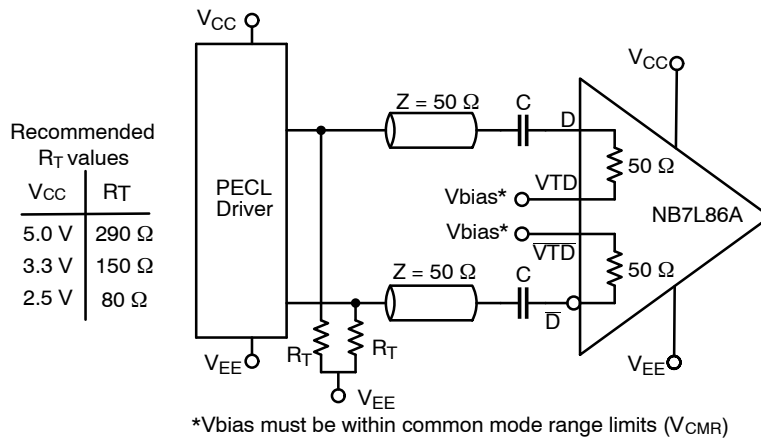 VCC
VCC
Z = 50 Ω
C
D
50 Ω
Recommended
RT values
VCC RT
5.0 V 290 Ω
3.3 V 150 Ω
2.5 V 80 Ω
PECL
Driver
Vbias*
VTD
NB7L86A
Vbias*
V̅T̅D̅
Z = 50 Ω
C
50 Ω
D̅
VEE
RT
RT
VEE
VEE
*Vbias must be within common mode range limits (VCMR)